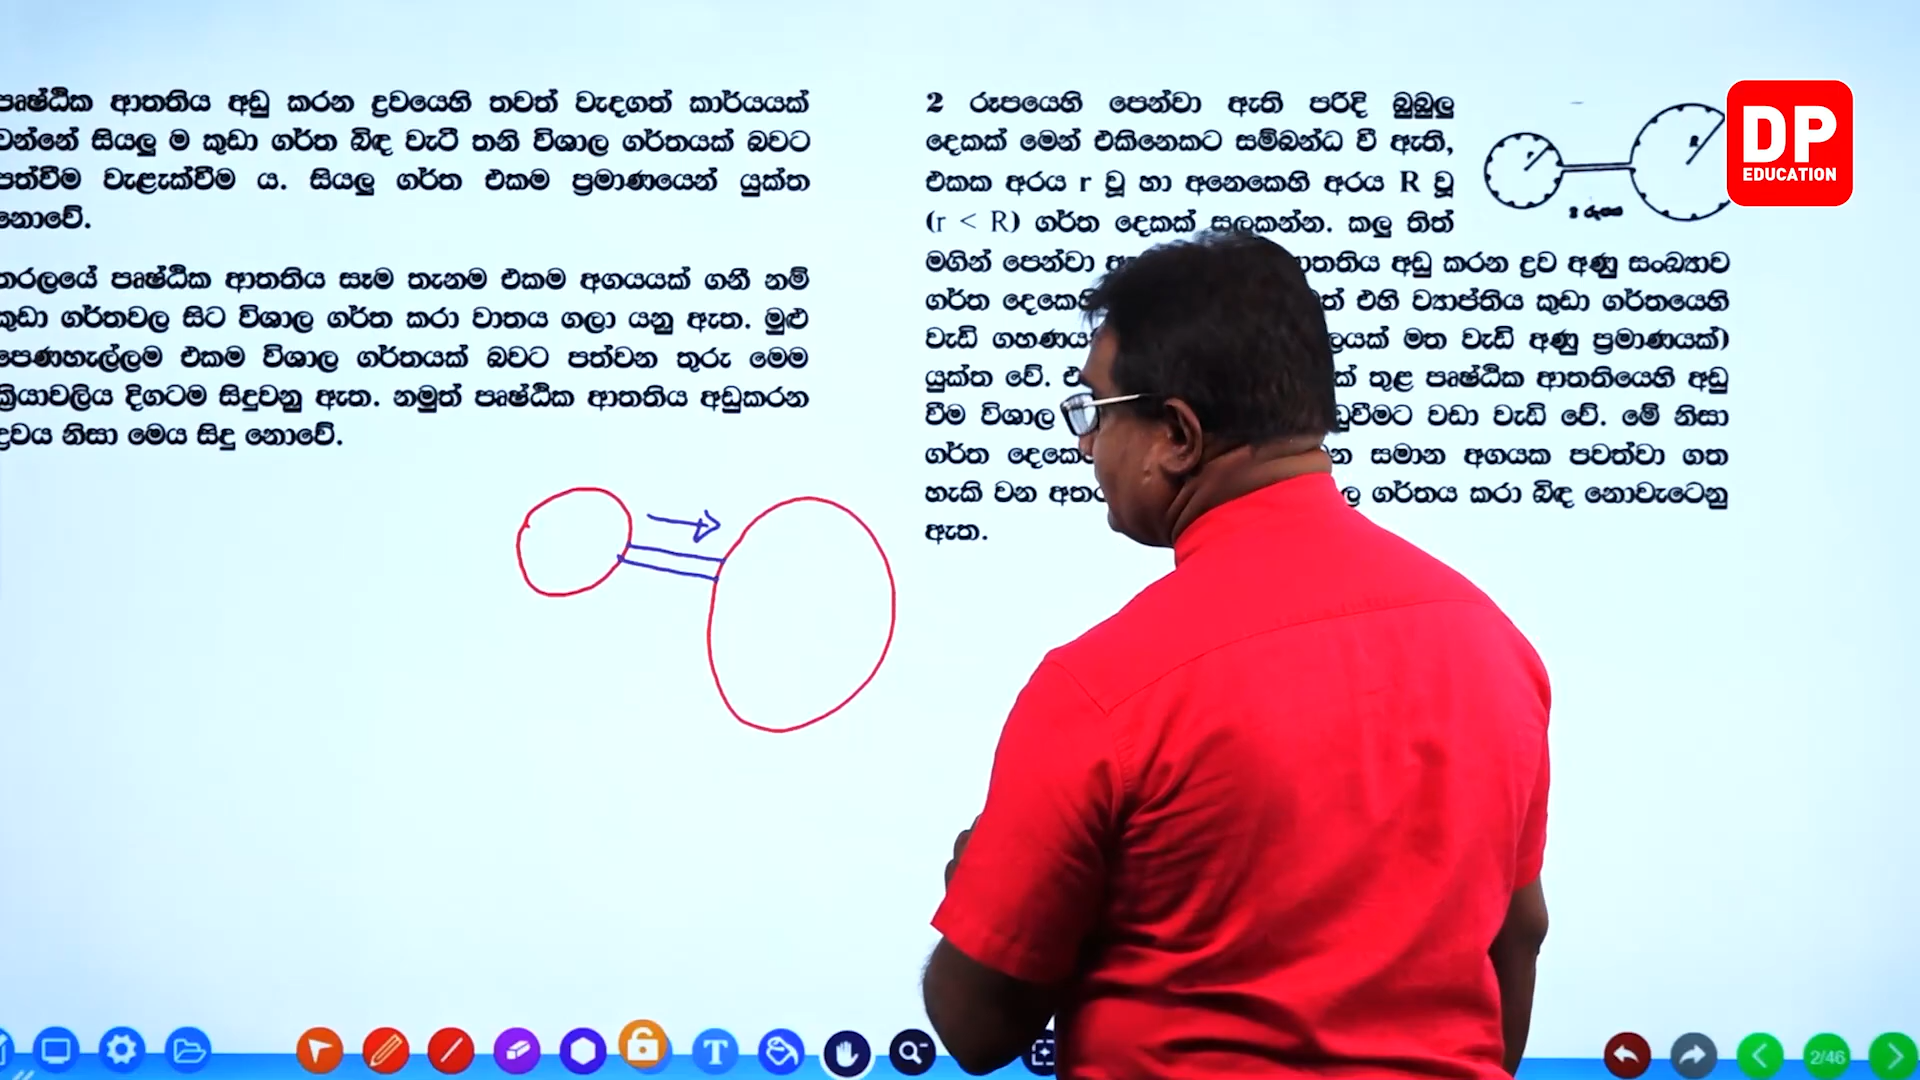 පෘෂ්ඨික ආතතිය අඩු කරන ද්‍රවයෙහි තවත් වැදගත් කාර්යයක්
වන්නේ සියලු ම කුඩා ගර්ත බිඳ වැටී තනි විශාල ගර්තයක් බවට
පත්වීම වැළැක්වීම ය. සියලු ගර්ත එකම ප්‍රමාණයෙන් යුක්ත
නොවේ.
තරලයේ පෘෂ්ඨික ආතතිය සෑම තැනම එකම අගයයක් ගනී නම්
කුඩා ගර්තවල සිට විශාල ගර්ත කරා වාතය ගලා යනු ඇත. මුළු
පෙණහැල්ලම එකම විශාල ගර්තයක් බවට පත්වන තුරු මෙම
ක්‍රියාවලිය දිගටම සිදුවනු ඇත. නමුත් පෘෂ්ඨික ආතතිය අඩුකරන
ද්‍රවය නිසා මෙය සිදු නොවේ.
2 රූපයෙහි පෙන්වා ඇති පරිදි බුබුලු
දෙකක් මෙන් එකිනෙකට සම්බන්ධ වී ඇති,
එකක අරය r වූ හා අනෙකෙහි අරය R වූ
(r < R) ගර්ත දෙකක් සලකන්න. කලු තිත්
මගින් පෙන්වා අඩු කරන ද්‍රව අණු සංඛ්‍යාව
ගර්ත එහි ව්‍යාප්තිය කුඩා ගර්තයෙහි
වැඩි මත වැඩි අණු ප්‍රමාණයක්)
යුක්ත වේ. තුළ පෘෂ්ඨික ආතතියෙහි අඩු
වීම විශාල වඩා වැඩි වේ. මේ නිසා
ගර්ත සමාන අගයක පවත්වා ගත
හැකි වන ගර්තය කරා බිඳ නොවැටෙනු
ඇත.
r
R
2 රූපය
DP
EDUCATION
T
2/46